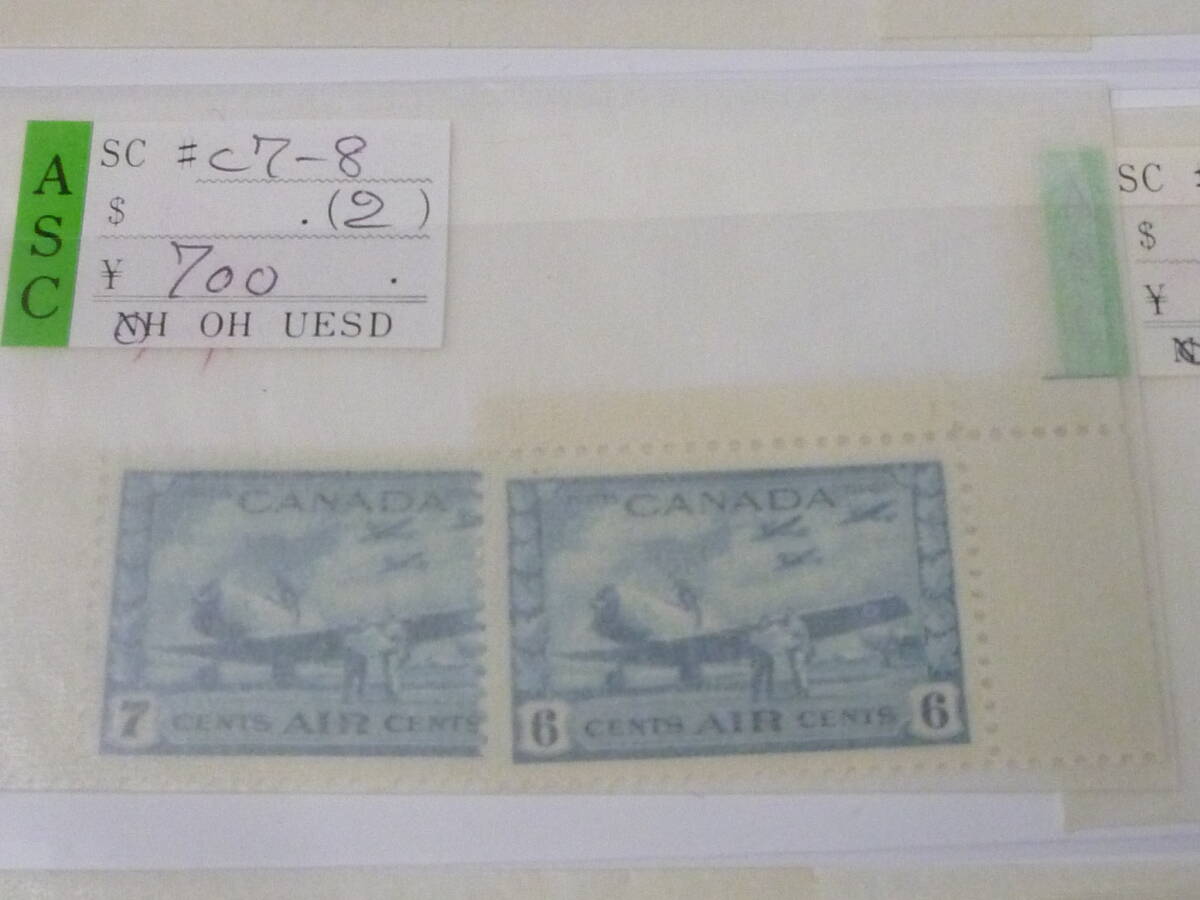 ASC
SC #C7-8
$ .(2)
¥ 700 .
NH OH UESD
SC
$
¥
CANADA
7 CENTS AIR CENTS
CANADA
6 CENTS AIR CENTS 6